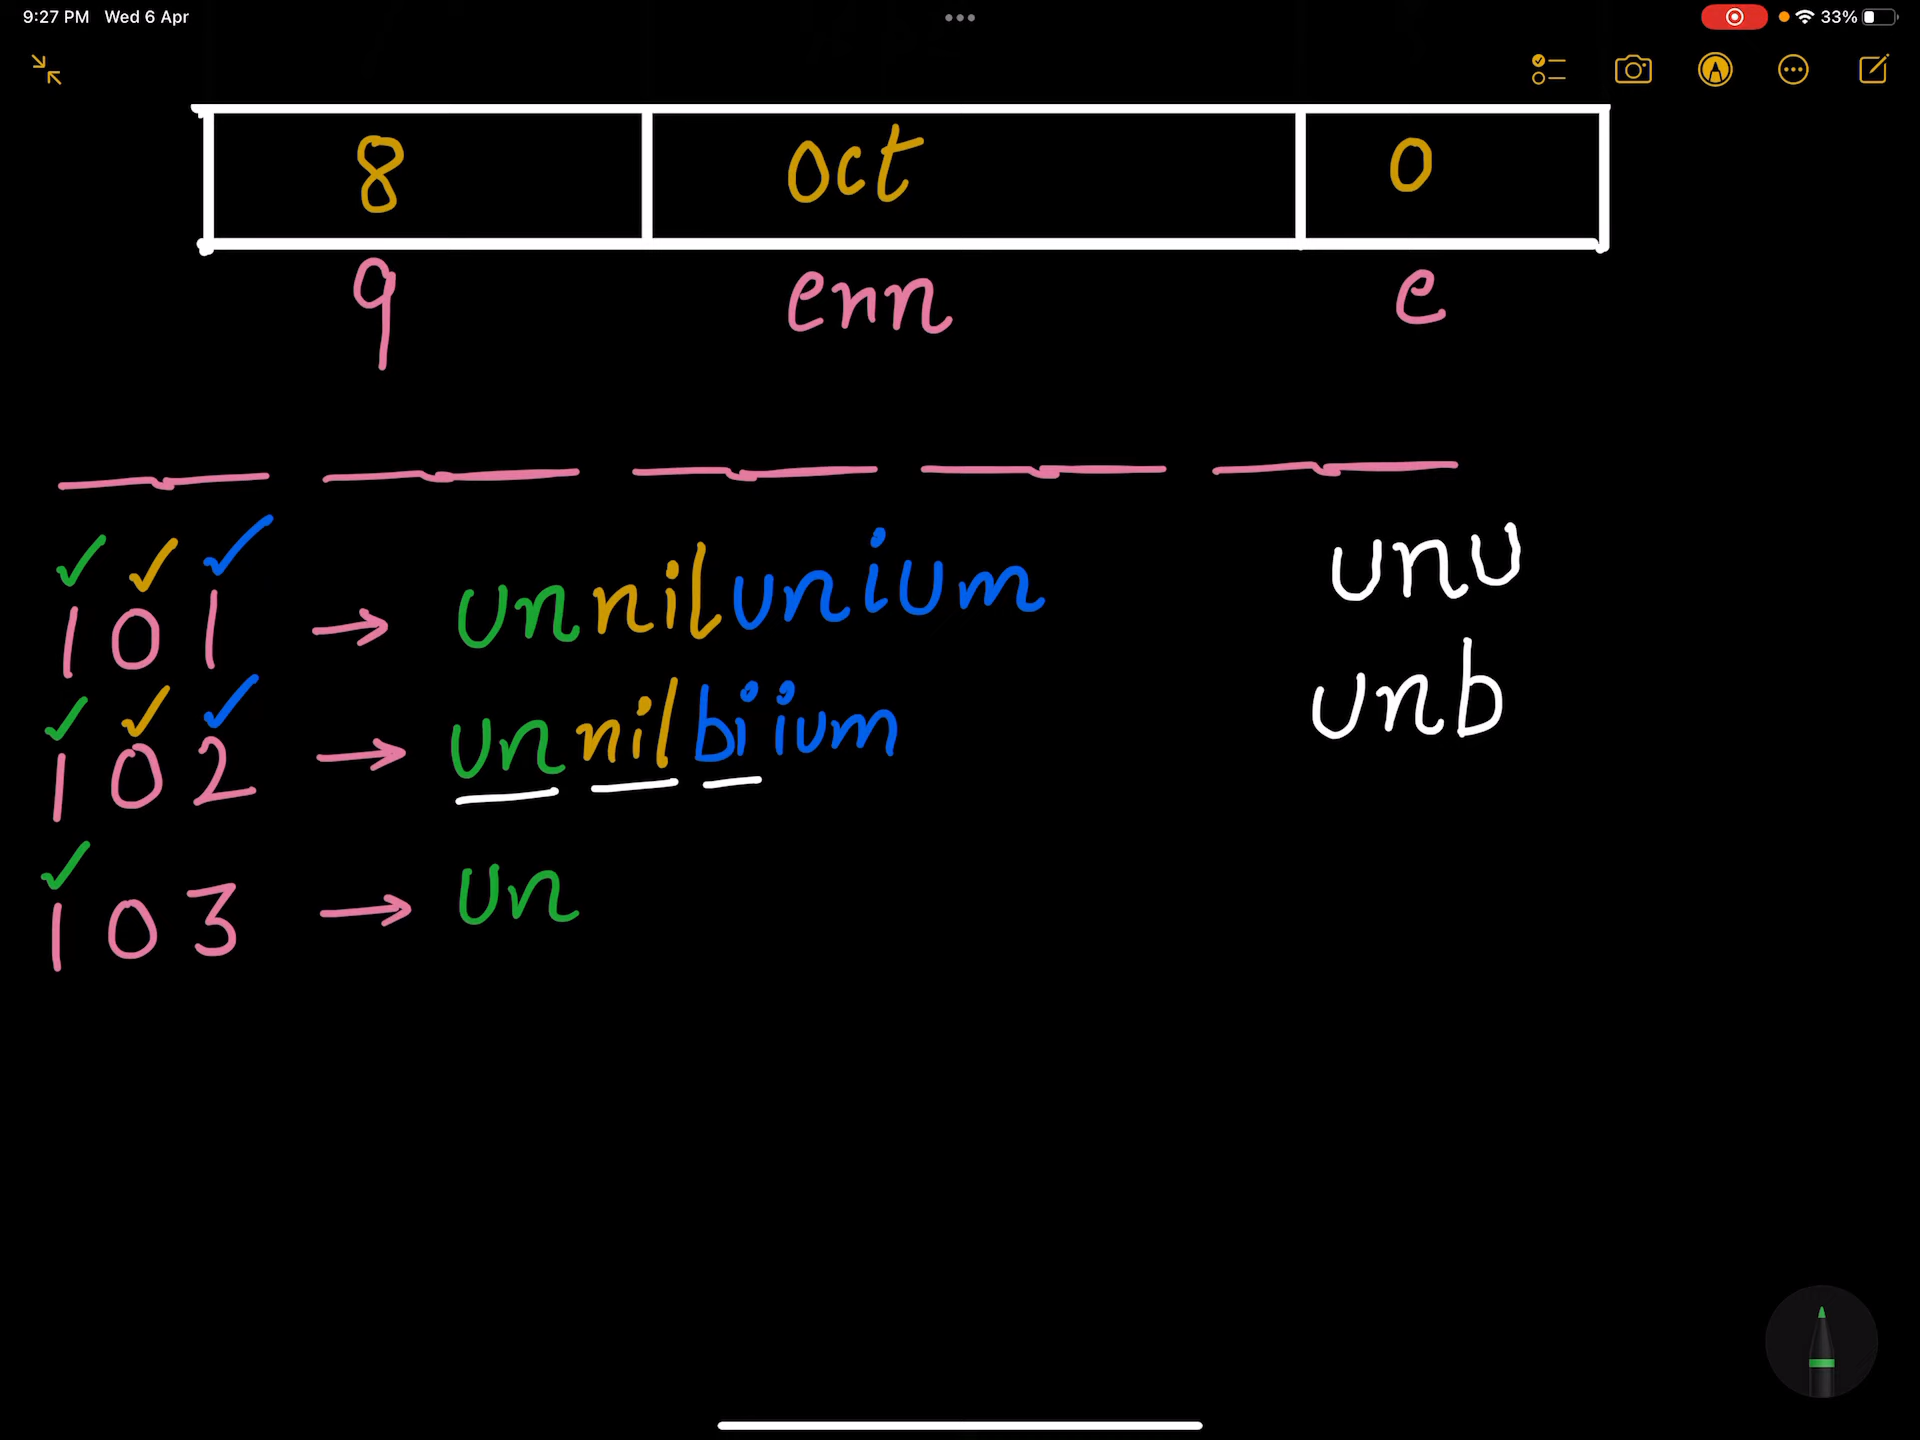 9:27 PM Wed 6 Apr 33%
8 oct o
9 enn e
101 → unnilunium unu
102 → unnilbiium unb
103 → un